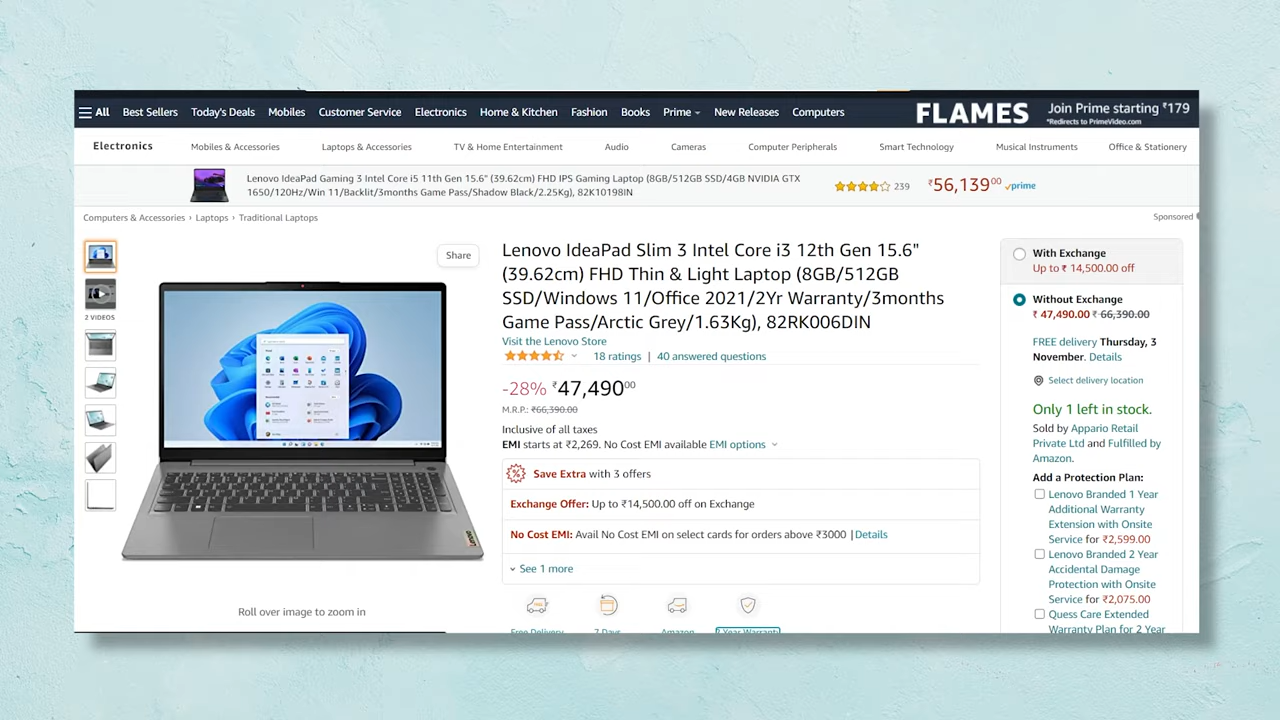 All Best Sellers Today's Deals Mobiles Customer Service Electronics Home & Kitchen Fashion Books Prime New Releases Computers
FLAMES Join Prime starting ₹179
*Redirects to PrimeVideo.com
Electronics Mobiles & Accessories Laptops & Accessories TV & Home Entertainment Audio Cameras Computer Peripherals Smart Technology Musical Instruments Office & Stationery
Lenovo IdeaPad Gaming 3 Intel Core i5 11th Gen 15.6" (39.62cm) FHD IPS Gaming Laptop (8GB/512GB SSD/4GB NVIDIA GTX
1650/120Hz/Win 11/Backlit/3months Game Pass/Shadow Black/2.25Kg), 82K10198IN
239 ₹56,139⁰⁰ prime
Computers & Accessories › Laptops › Traditional Laptops
Sponsored
2 VIDEOS
Share
Roll over image to zoom in
Lenovo IdeaPad Slim 3 Intel Core i3 12th Gen 15.6"
(39.62cm) FHD Thin & Light Laptop (8GB/512GB
SSD/Windows 11/Office 2021/2Yr Warranty/3months
Game Pass/Arctic Grey/1.63Kg), 82RK006DIN
Visit the Lenovo Store
18 ratings | 40 answered questions
-28% ₹47,490⁰⁰
M.R.P.: ₹66,390.00
Inclusive of all taxes
EMI starts at ₹2,269. No Cost EMI available EMI options
Save Extra with 3 offers
Exchange Offer: Up to ₹14,500.00 off on Exchange
No Cost EMI: Avail No Cost EMI on select cards for orders above ₹3000 | Details
See 1 more
Free Delivery 7 Days Amazon 2 Year Warranty
With Exchange
Up to ₹ 14,500.00 off
Without Exchange
₹ 47,490.00 ₹ 66,390.00
FREE delivery Thursday, 3
November. Details
Select delivery location
Only 1 left in stock.
Sold by Appario Retail
Private Ltd and Fulfilled by
Amazon.
Add a Protection Plan:
Lenovo Branded 1 Year
Additional Warranty
Extension with Onsite
Service for ₹2,599.00
Lenovo Branded 2 Year
Accidental Damage
Protection with Onsite
Service for ₹2,075.00
Quess Care Extended
Warranty Plan for 2 Year